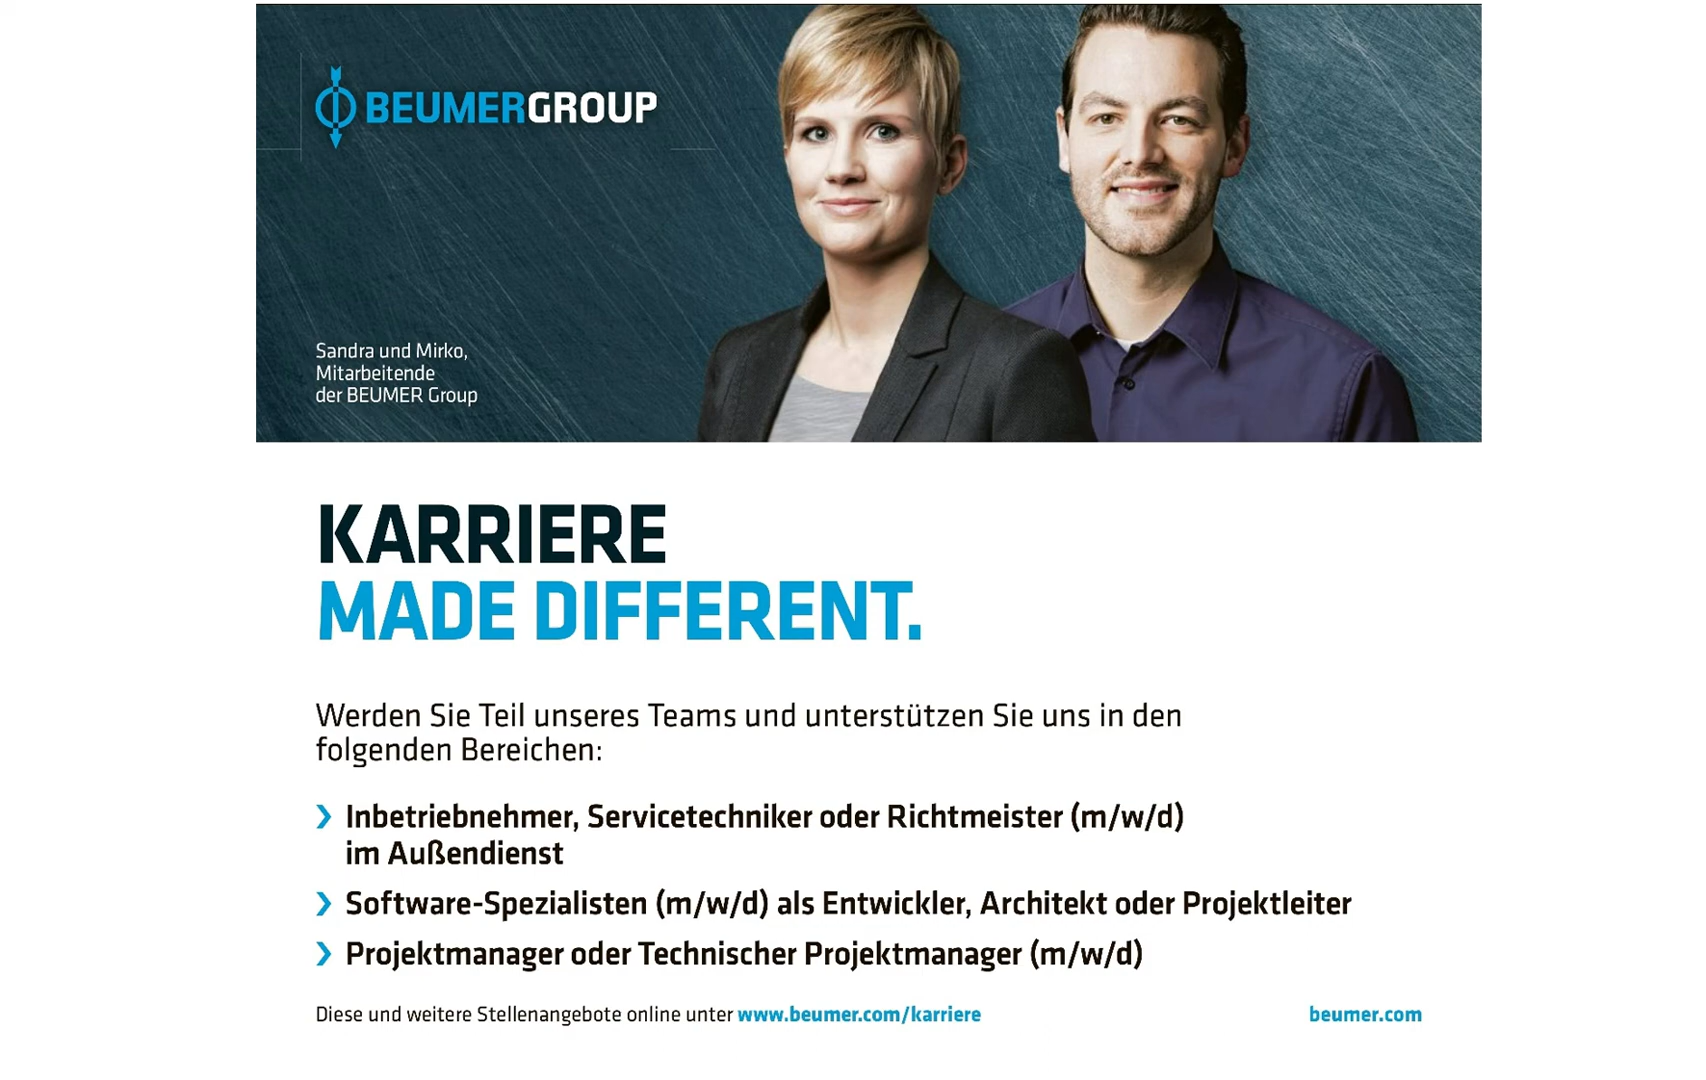 BEUMERGROUP
Sandra und Mirko,
Mitarbeitende
der BEUMER Group
KARRIERE
MADE DIFFERENT.
Werden Sie Teil unseres Teams und unterstützen Sie uns in den
folgenden Bereichen:
Inbetriebnehmer, Servicetechniker oder Richtmeister (m/w/d)
im Außendienst
Software-Spezialisten (m/w/d) als Entwickler, Architekt oder Projektleiter
Projektmanager oder Technischer Projektmanager (m/w/d)
Diese und weitere Stellenangebote online unter www.beumer.com/karriere
beumer.com